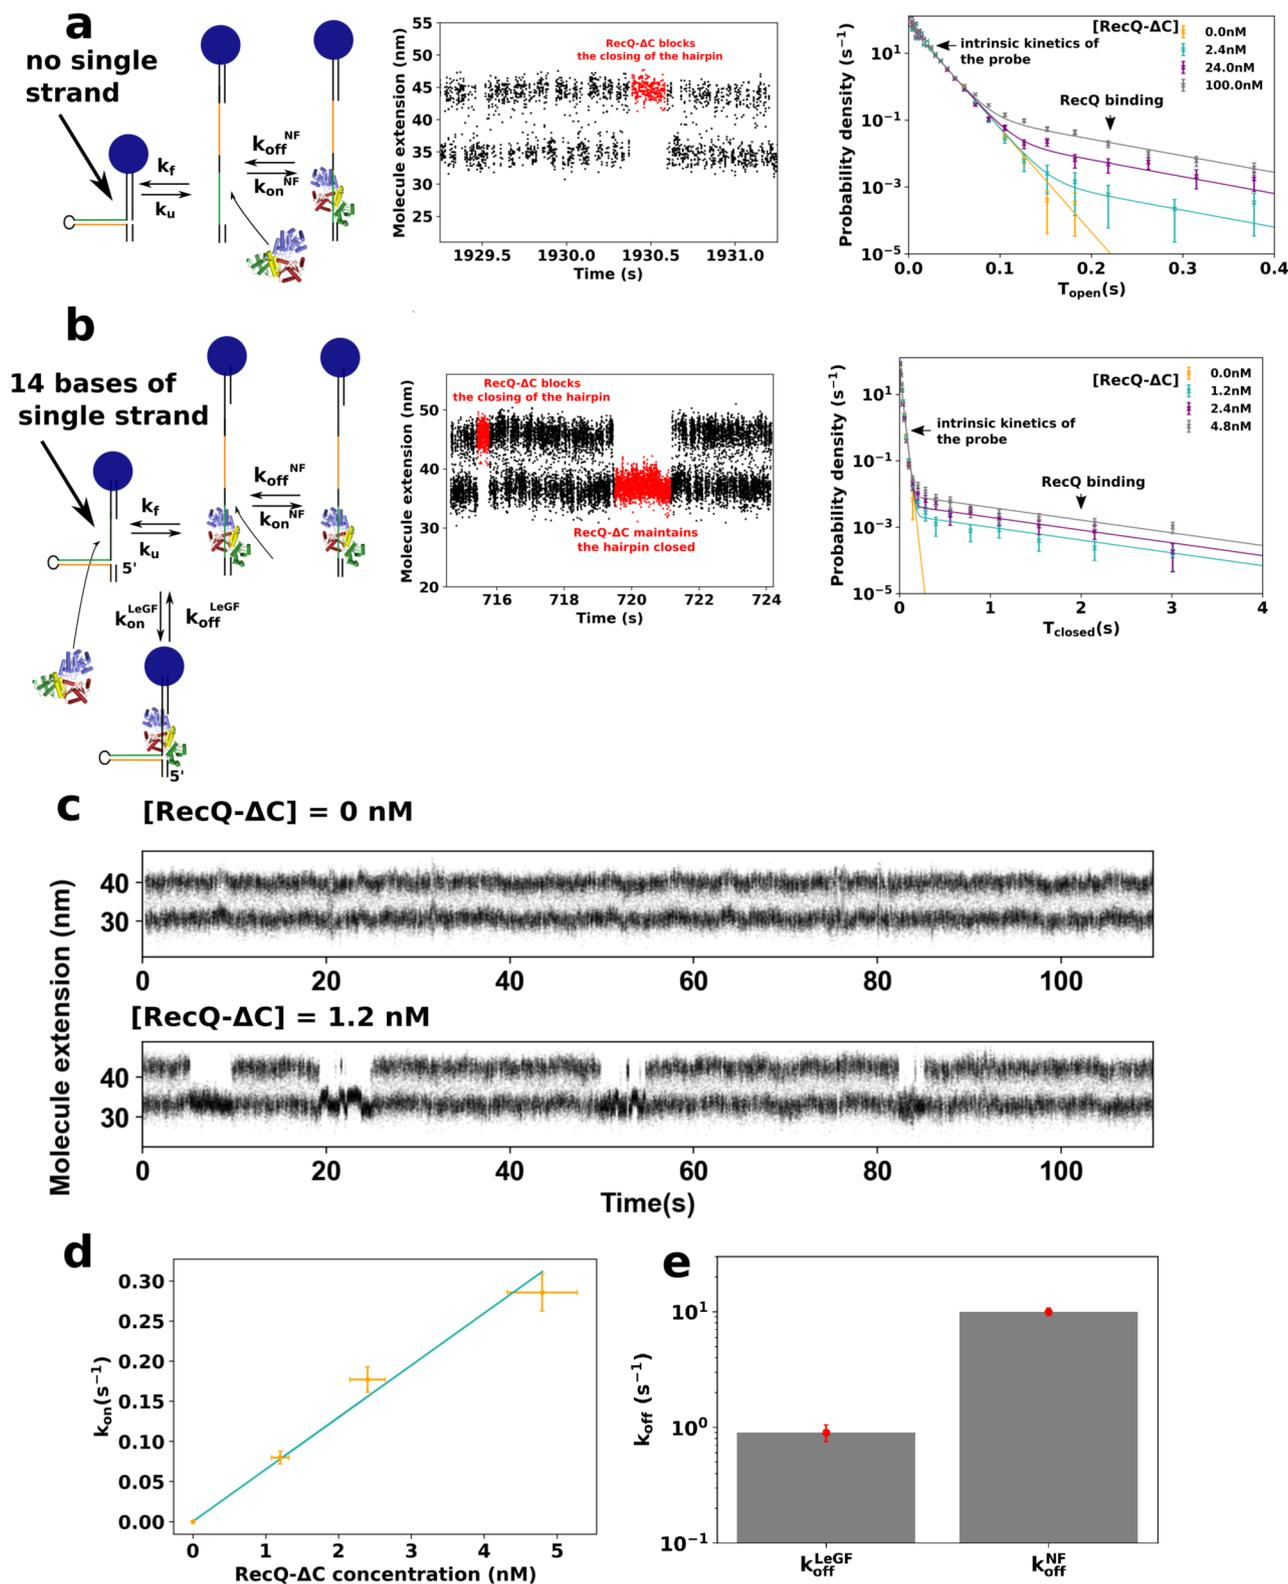 a
no single
strand
k_f
k_u
k_off^NF
k_on^NF
Molecule extension (nm)
55
50
45
40
35
30
25
RecQ-ΔC blocks
the closing of the hairpin
1929.5 1930.0 1930.5 1931.0
Time (s)
Probability density (s⁻¹)
10¹
10⁻¹
10⁻³
10⁻⁵
intrinsic kinetics of
the probe
RecQ binding
[RecQ-ΔC]
0.0nM
2.4nM
24.0nM
100.0nM
0.0 0.1 0.2 0.3 0.4
T_open(s)
b
14 bases of
single strand
k_f
k_u
5'
k_off^NF
k_on^NF
k_on^LeGF
k_off^LeGF
5'
Molecule extension (nm)
50
40
30
20
RecQ-ΔC blocks
the closing of the hairpin
RecQ-ΔC maintains
the hairpin closed
716 718 720 722 724
Time (s)
Probability density (s⁻¹)
10¹
10⁻¹
10⁻³
10⁻⁵
intrinsic kinetics of
the probe
RecQ binding
[RecQ-ΔC]
0.0nM
1.2nM
2.4nM
4.8nM
0 1 2 3 4
T_closed(s)
c
[RecQ-ΔC] = 0 nM
Molecule extension (nm)
40
30
0 20 40 60 80 100
[RecQ-ΔC] = 1.2 nM
40
30
0 20 40 60 80 100
Time(s)
d
k_on(s⁻¹)
0.30
0.25
0.20
0.15
0.10
0.05
0.00
0 1 2 3 4 5
RecQ-ΔC concentration (nM)
e
k_off (s⁻¹)
10¹
10⁰
10⁻¹
k_off^LeGF k_off^NF